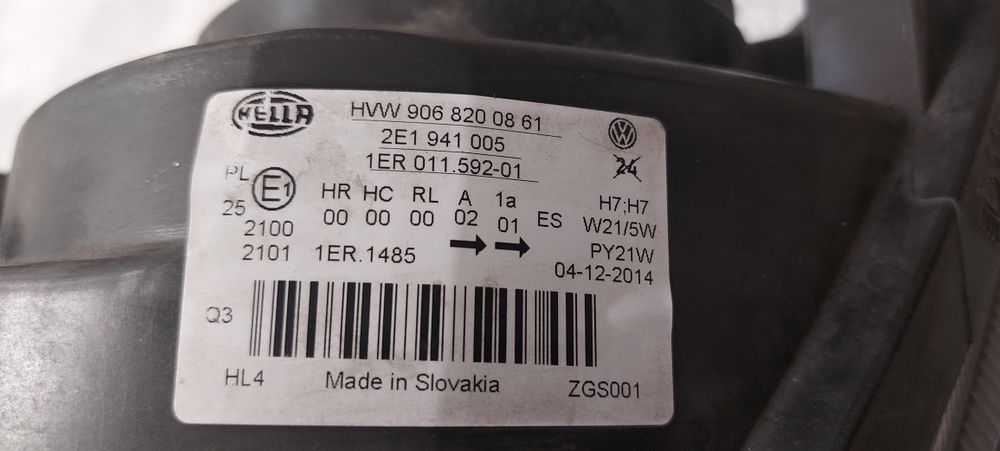 HELLA
HVW 906 820 08 61
2E1 941 005
1ER 011.592-01
24
PL E1 HR HC RL A 1a H7;H7
25 00 00 00 02 01 ES W21/5W
2100 PY21W
2101 1ER.1485 04-12-2014
Q3
HL4 Made in Slovakia ZGS001